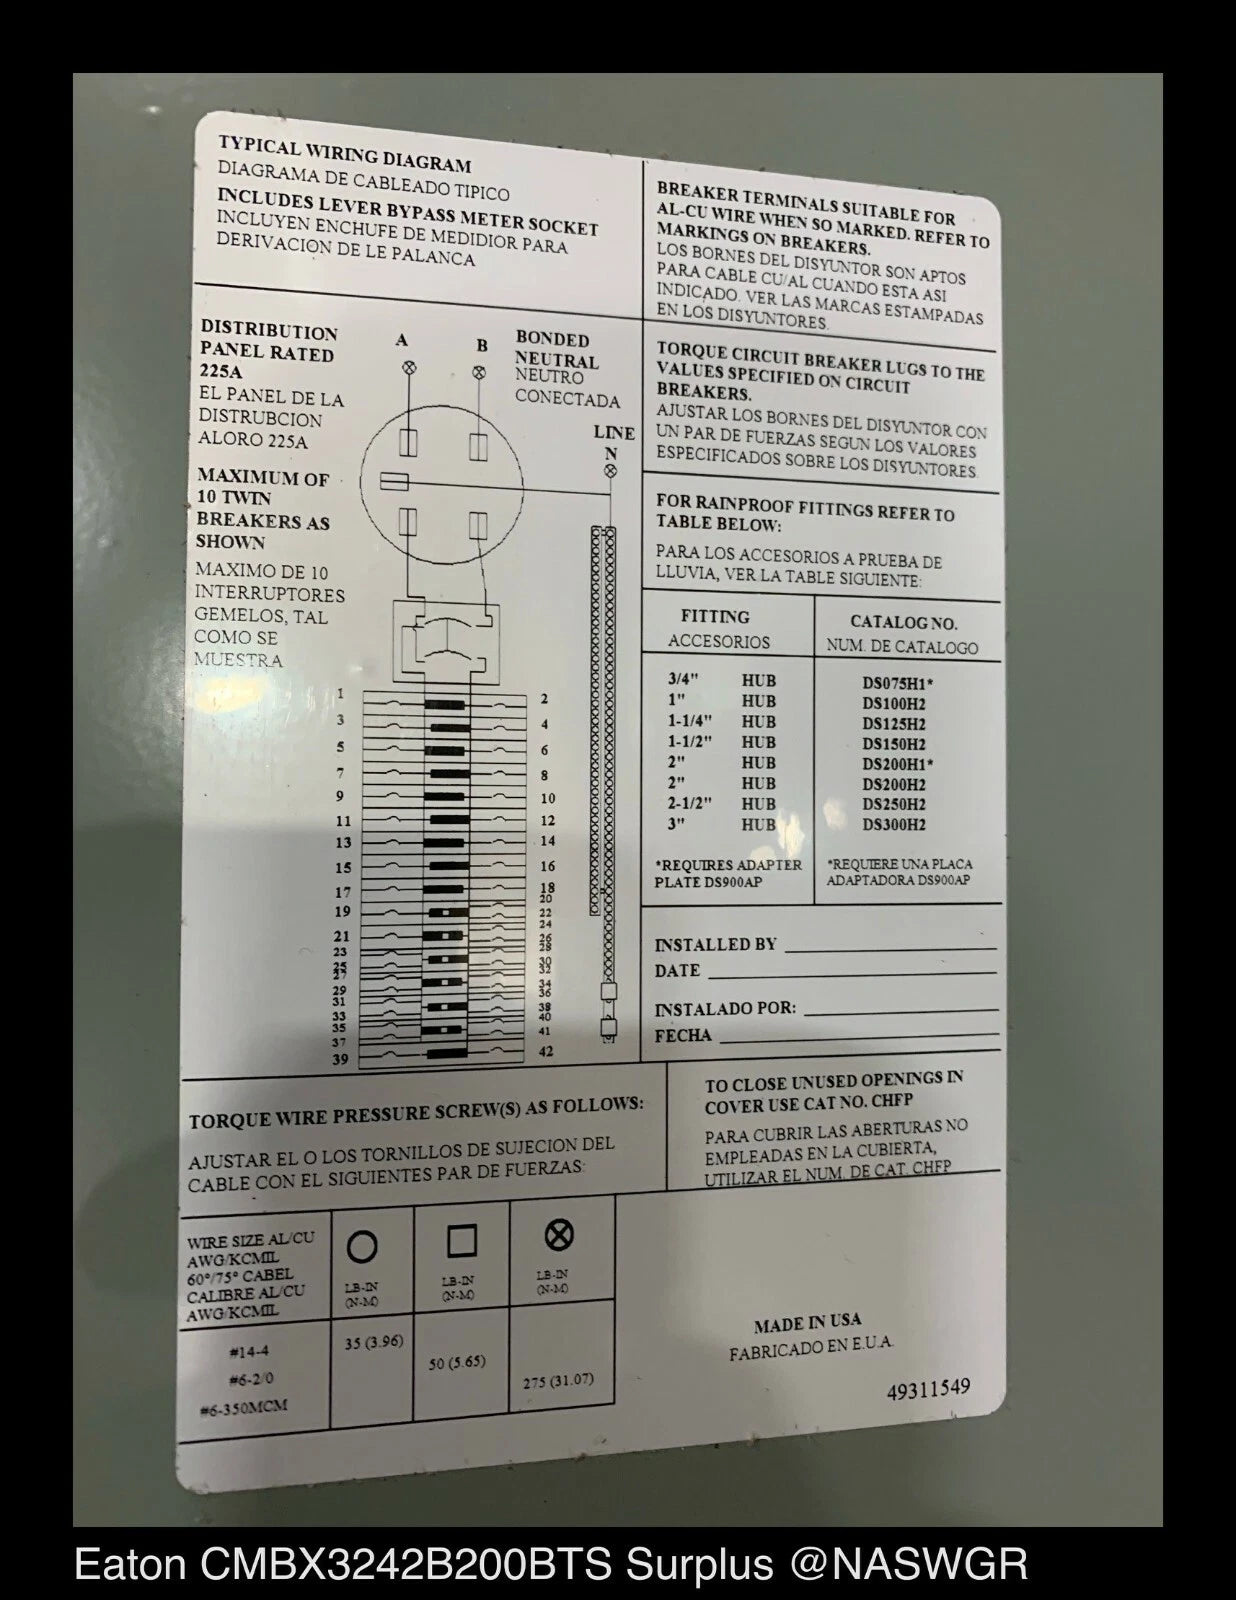 TYPICAL WIRING DIAGRAM
DIAGRAMA DE CABLEADO TIPICO
INCLUDES LEVER BYPASS METER SOCKET
INCLUYEN ENCHUFE DE MEDIDIOR PARA
DERIVACION DE LE PALANCA
BREAKER TERMINALS SUITABLE FOR
AL-CU WIRE WHEN SO MARKED. REFER TO
MARKINGS ON BREAKERS.
LOS BORNES DEL DISYUNTOR SON APTOS
PARA CABLE CU/AL CUANDO ESTA ASI
INDICADO. VER LAS MARCAS ESTAMPADAS
EN LOS DISYUNTORES.
DISTRIBUTION
PANEL RATED
225A
EL PANEL DE LA
DISTRUBCION
ALORO 225A
MAXIMUM OF
10 TWIN
BREAKERS AS
SHOWN
MAXIMO DE 10
INTERRUPTORES
GEMELOS, TAL
COMO SE
MUESTRA
A
B
BONDED
NEUTRAL
NEUTRO
CONECTADA
LINE
N
1
3
5
7
9
11
13
15
17
19
21
23
25
27
29
31
33
35
37
39
2
4
6
8
10
12
14
16
18
20
22
24
26
28
30
32
34
36
38
40
41
42
TORQUE CIRCUIT BREAKER LUGS TO THE
VALUES SPECIFIED ON CIRCUIT
BREAKERS.
AJUSTAR LOS BORNES DEL DISYUNTOR CON
UN PAR DE FUERZAS SEGUN LOS VALORES
ESPECIFICADOS SOBRE LOS DISYUNTORES.
FOR RAINPROOF FITTINGS REFER TO
TABLE BELOW:
PARA LOS ACCESORIOS A PRUEBA DE
LLUVIA, VER LA TABLE SIGUIENTE:
FITTING CATALOG NO.
ACCESORIOS NUM. DE CATALOGO
3/4" HUB DS075H1*
1" HUB DS100H2
1-1/4" HUB DS125H2
1-1/2" HUB DS150H2
2" HUB DS200H1*
2" HUB DS200H2
2-1/2" HUB DS250H2
3" HUB DS300H2
*REQUIRES ADAPTER
PLATE DS900AP
*REQUIERE UNA PLACA
ADAPTADORA DS900AP
INSTALLED BY
DATE
INSTALADO POR:
FECHA
TORQUE WIRE PRESSURE SCREW(S) AS FOLLOWS:
AJUSTAR EL O LOS TORNILLOS DE SUJECION DEL
CABLE CON EL SIGUIENTES PAR DE FUERZAS:
TO CLOSE UNUSED OPENINGS IN
COVER USE CAT NO. CHFP
PARA CUBRIR LAS ABERTURAS NO
EMPLEADAS EN LA CUBIERTA,
UTILIZAR EL NUM. DE CAT. CHFP
WIRE SIZE AL/CU
AWG/KCMIL
60°/75° CABEL
CALIBRE AL/CU
AWG/KCMIL
LB-IN
(N-M)
LB-IN
(N-M)
LB-IN
(N-M)
#14-4 35 (3.96)
#6-2/0 50 (5.65)
#6-350MCM 275 (31.07)
MADE IN USA
FABRICADO EN E.U.A.
49311549
Eaton CMBX3242B200BTS Surplus @NASWGR